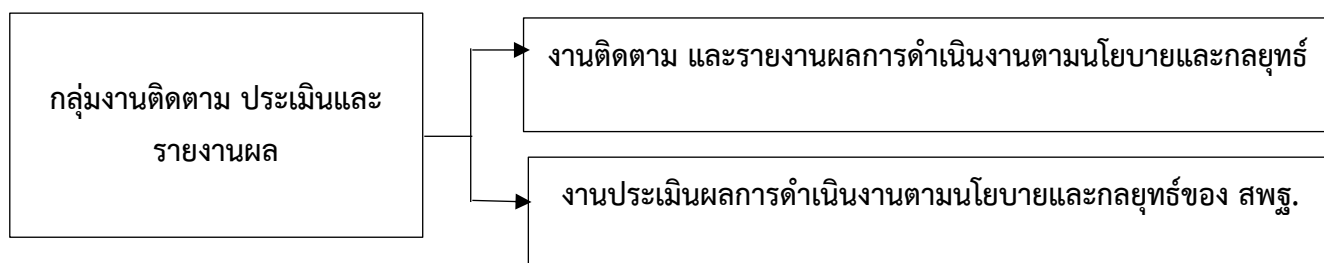 กลุ่มงานติดตาม ประเมินและ
รายงานผล
งานติดตาม และรายงานผลการดำเนินงานตามนโยบายและกลยุทธ์
งานประเมินผลการดำเนินงานตามนโยบายและกลยุทธ์ของ สพฐ.